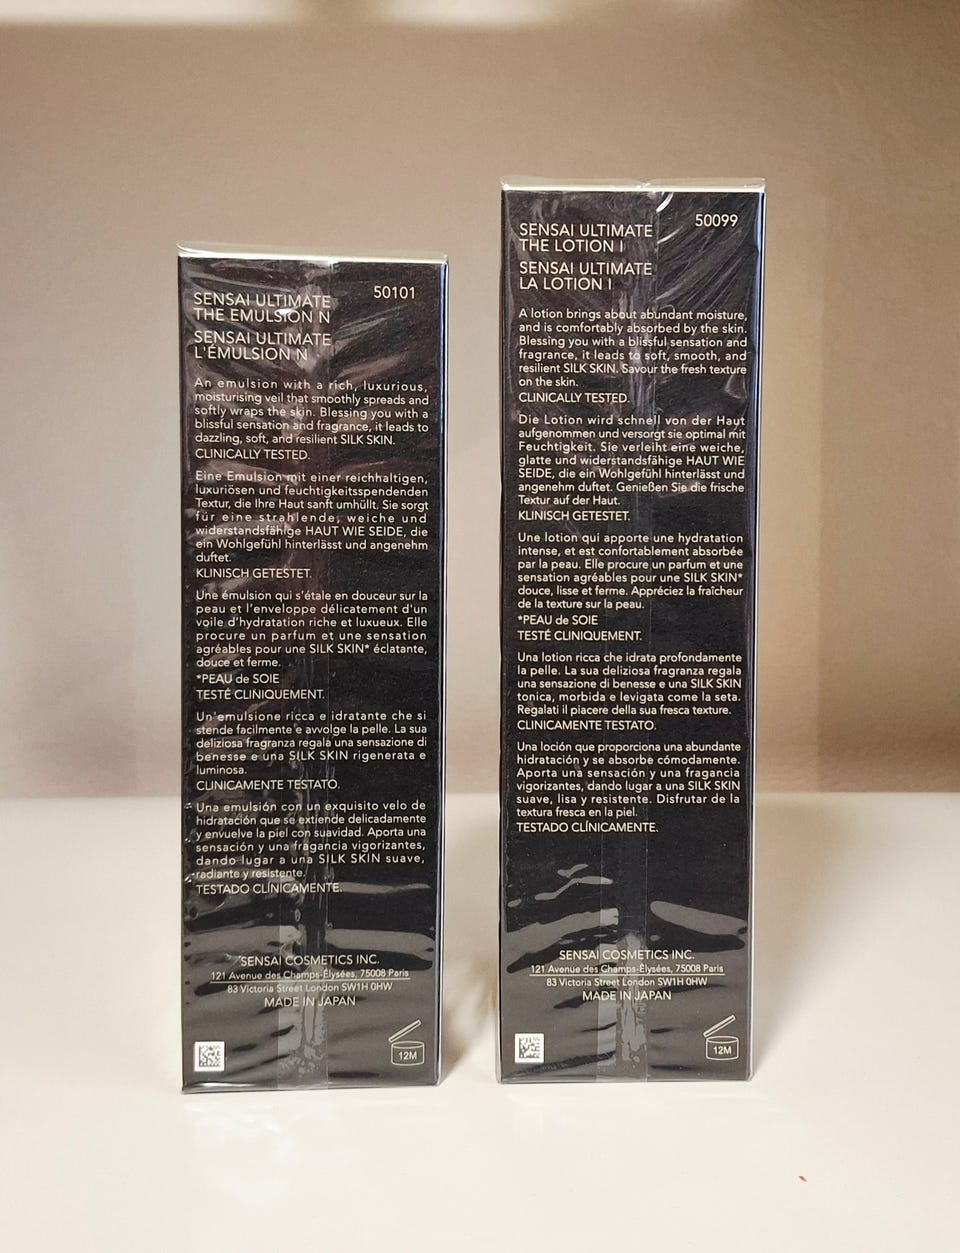 50101
SENSAI ULTIMATE
THE EMULSION N
SENSAI ULTIMATE
L'ÉMULSION N
An emulsion with a rich, luxurious,
moisturising veil that smoothly spreads and
softly wraps the skin. Blessing you with a
blissful sensation and fragrance, it leads to
dazzling, soft, and resilient SILK SKIN.
CLINICALLY TESTED.
Eine Emulsion mit einer reichhaltigen,
luxuriösen und feuchtigkeitsspendenden
Textur, die Ihre Haut sanft umhüllt. Sie sorgt
für eine strahlende, weiche und
widerstandsfähige HAUT WIE SEIDE, die
ein Wohlgefühl hinterlässt und angenehm
duftet.
KLINISCH GETESTET.
Une émulsion qui s'étale en douceur sur la
peau et l'enveloppe délicatement d'un
voile d'hydratation riche et luxueux. Elle
procure un parfum et une sensation
agréables pour une SILK SKIN* éclatante,
douce et ferme.
*PEAU de SOIE
TESTÉ CLINIQUEMENT.
Un'emulsione ricca e idratante che si
stende facilmente e avvolge la pelle. La sua
deliziosa fragranza regala una sensazione di
benesse e una SILK SKIN rigenerata e
luminosa.
CLINICAMENTE TESTATO.
Una emulsión con un exquisito velo de
hidratación que se extiende delicadamente
y envuelve la piel con suavidad. Aporta una
sensación y una fragancia vigorizantes,
dando lugar a una SILK SKIN suave,
radiante y resistente.
TESTADO CLÍNICAMENTE.
SENSAI COSMETICS INC.
121 Avenue des Champs-Élysées, 75008 Paris
83 Victoria Street London SW1H 0HW
MADE IN JAPAN
12M
50099
SENSAI ULTIMATE
THE LOTION I
SENSAI ULTIMATE
LA LOTION I
A lotion brings about abundant moisture,
and is comfortably absorbed by the skin.
Blessing you with a blissful sensation and
fragrance, it leads to soft, smooth, and
resilient SILK SKIN. Savour the fresh texture
on the skin.
CLINICALLY TESTED.
Die Lotion wird schnell von der Haut
aufgenommen und versorgt sie optimal mit
Feuchtigkeit. Sie verleiht eine weiche,
glatte und widerstandsfähige HAUT WIE
SEIDE, die ein Wohlgefühl hinterlässt und
angenehm duftet. Genießen Sie die frische
Textur auf der Haut.
KLINISCH GETESTET.
Une lotion qui apporte une hydratation
intense, et est confortablement absorbée
par la peau. Elle procure un parfum et une
sensation agréables pour une SILK SKIN*
douce, lisse et ferme. Appréciez la fraîcheur
de la texture sur la peau.
*PEAU de SOIE
TESTÉ CLINIQUEMENT.
Una lotion ricca che idrata profondamente
la pelle. La sua deliziosa fragranza regala
una sensazione di benesse e una SILK SKIN
tonica, morbida e levigata come la seta.
Regalati il piacere della sua fresca texture.
CLINICAMENTE TESTATO.
Una loción que proporciona una abundante
hidratación y se absorbe cómodamente.
Aporta una sensación y una fragancia
vigorizantes, dando lugar a una SILK SKIN
suave, lisa y resistente. Disfrutar de la
textura fresca en la piel.
TESTADO CLÍNICAMENTE.
SENSAI COSMETICS INC.
121 Avenue des Champs-Élysées, 75008 Paris
83 Victoria Street London SW1H 0HW
MADE IN JAPAN
12M